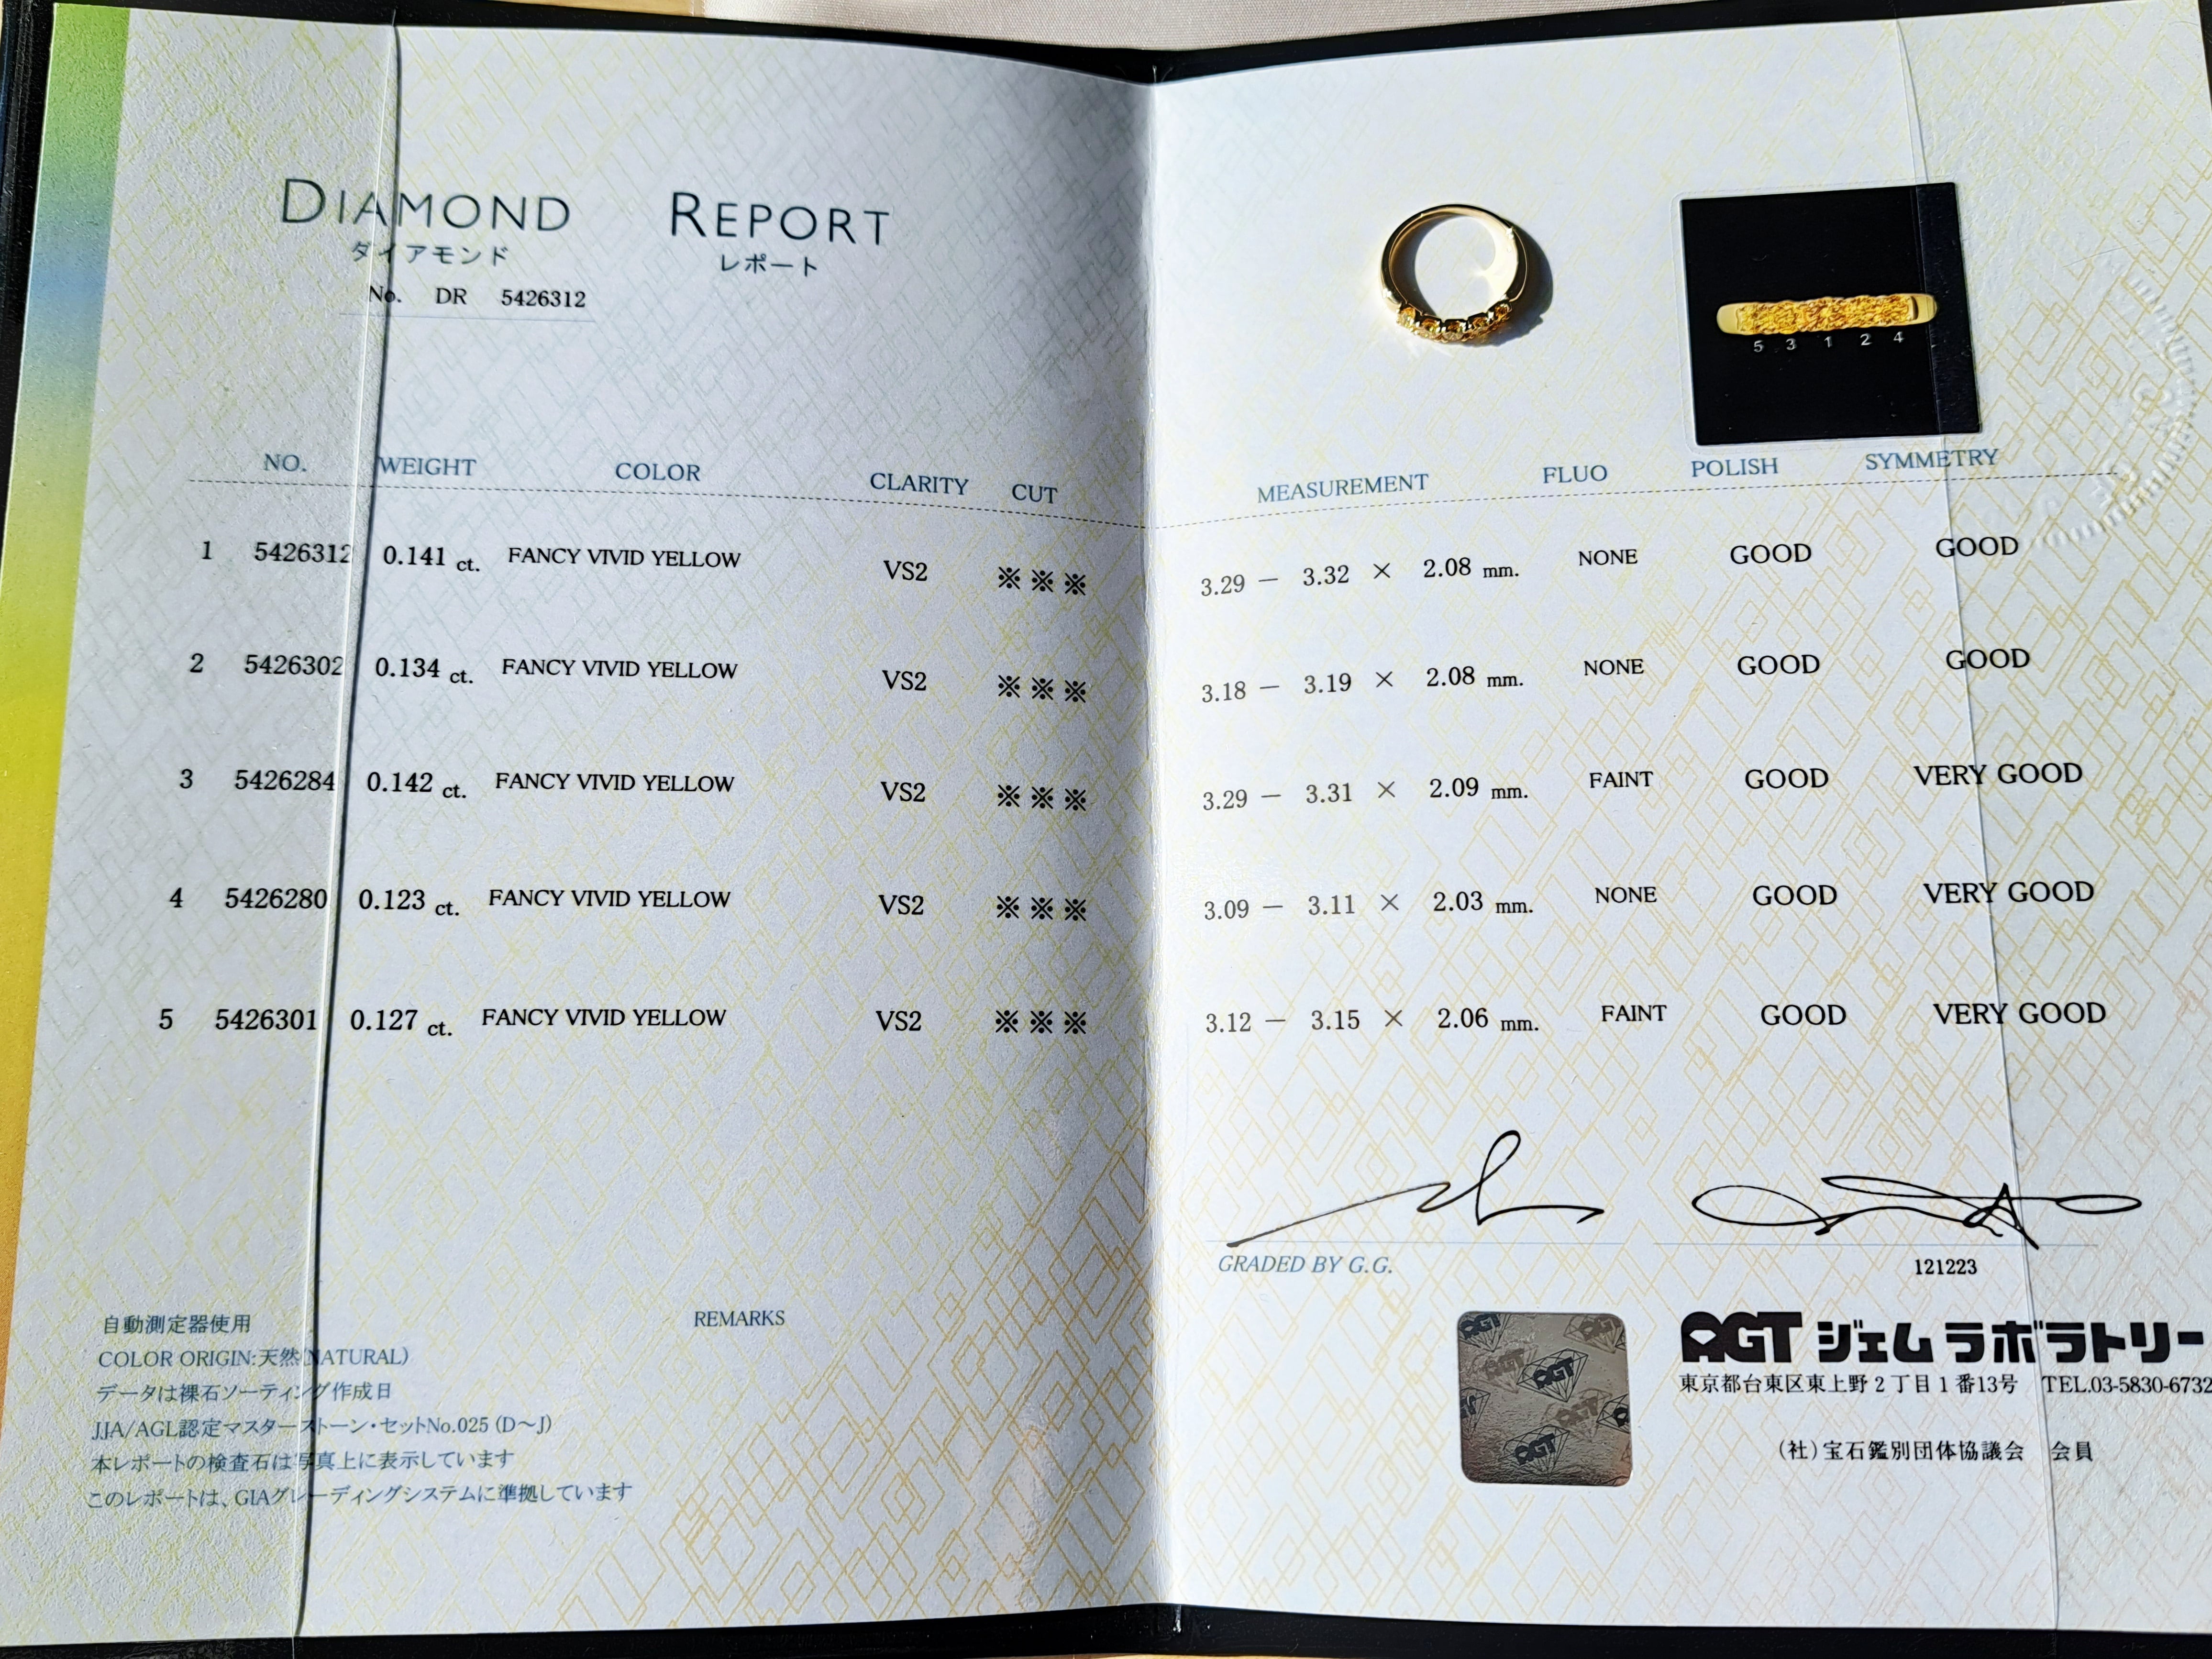 DIAMOND REPORT
ダイアモンド レポート
No. DR 5426312
5 3 1 2 4
NO. WEIGHT COLOR CLARITY CUT MEASUREMENT FLUO POLISH SYMMETRY
1 5426312 0.141 ct. FANCY VIVID YELLOW VS2 ※※※ 3.29 － 3.32 × 2.08 mm. NONE GOOD GOOD
2 5426302 0.134 ct. FANCY VIVID YELLOW VS2 ※※※ 3.18 － 3.19 × 2.08 mm. NONE GOOD GOOD
3 5426284 0.142 ct. FANCY VIVID YELLOW VS2 ※※※ 3.29 － 3.31 × 2.09 mm. FAINT GOOD VERY GOOD
4 5426280 0.123 ct. FANCY VIVID YELLOW VS2 ※※※ 3.09 － 3.11 × 2.03 mm. NONE GOOD VERY GOOD
5 5426301 0.127 ct. FANCY VIVID YELLOW VS2 ※※※ 3.12 － 3.15 × 2.06 mm. FAINT GOOD VERY GOOD
REMARKS
自動測定器使用
COLOR ORIGIN:天然(NATURAL)
データは裸石ソーティング作成日
JJA/AGL認定マスターストーン・セットNo.025 (D～J)
本レポートの検査石は写真上に表示しています
このレポートは、GIAグレーディングシステムに準拠しています
GRADED BY G.G.
121223
AGT
AGT
AGT
AGT
AGTジェムラボラトリー
東京都台東区東上野2丁目1番13号 TEL.03-5830-6732
(社)宝石鑑別団体協議会 会員